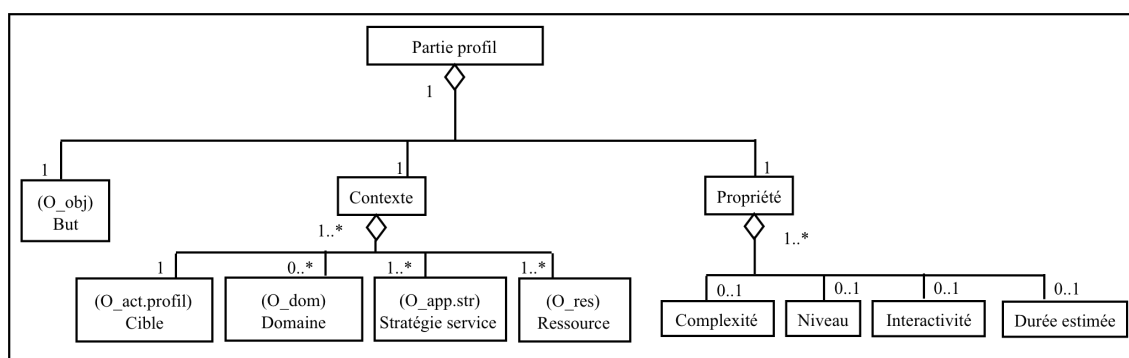 Partie profil
1
1
1
1
(O_obj)
But
Contexte
Propriété
1..*
1..*
1
0..*
1..*
1..*
(O_act.profil)
Cible
(O_dom)
Domaine
(O_app.str)
Stratégie service
(O_res)
Ressource
0..1
0..1
0..1
0..1
Complexité
Niveau
Interactivité
Durée estimée